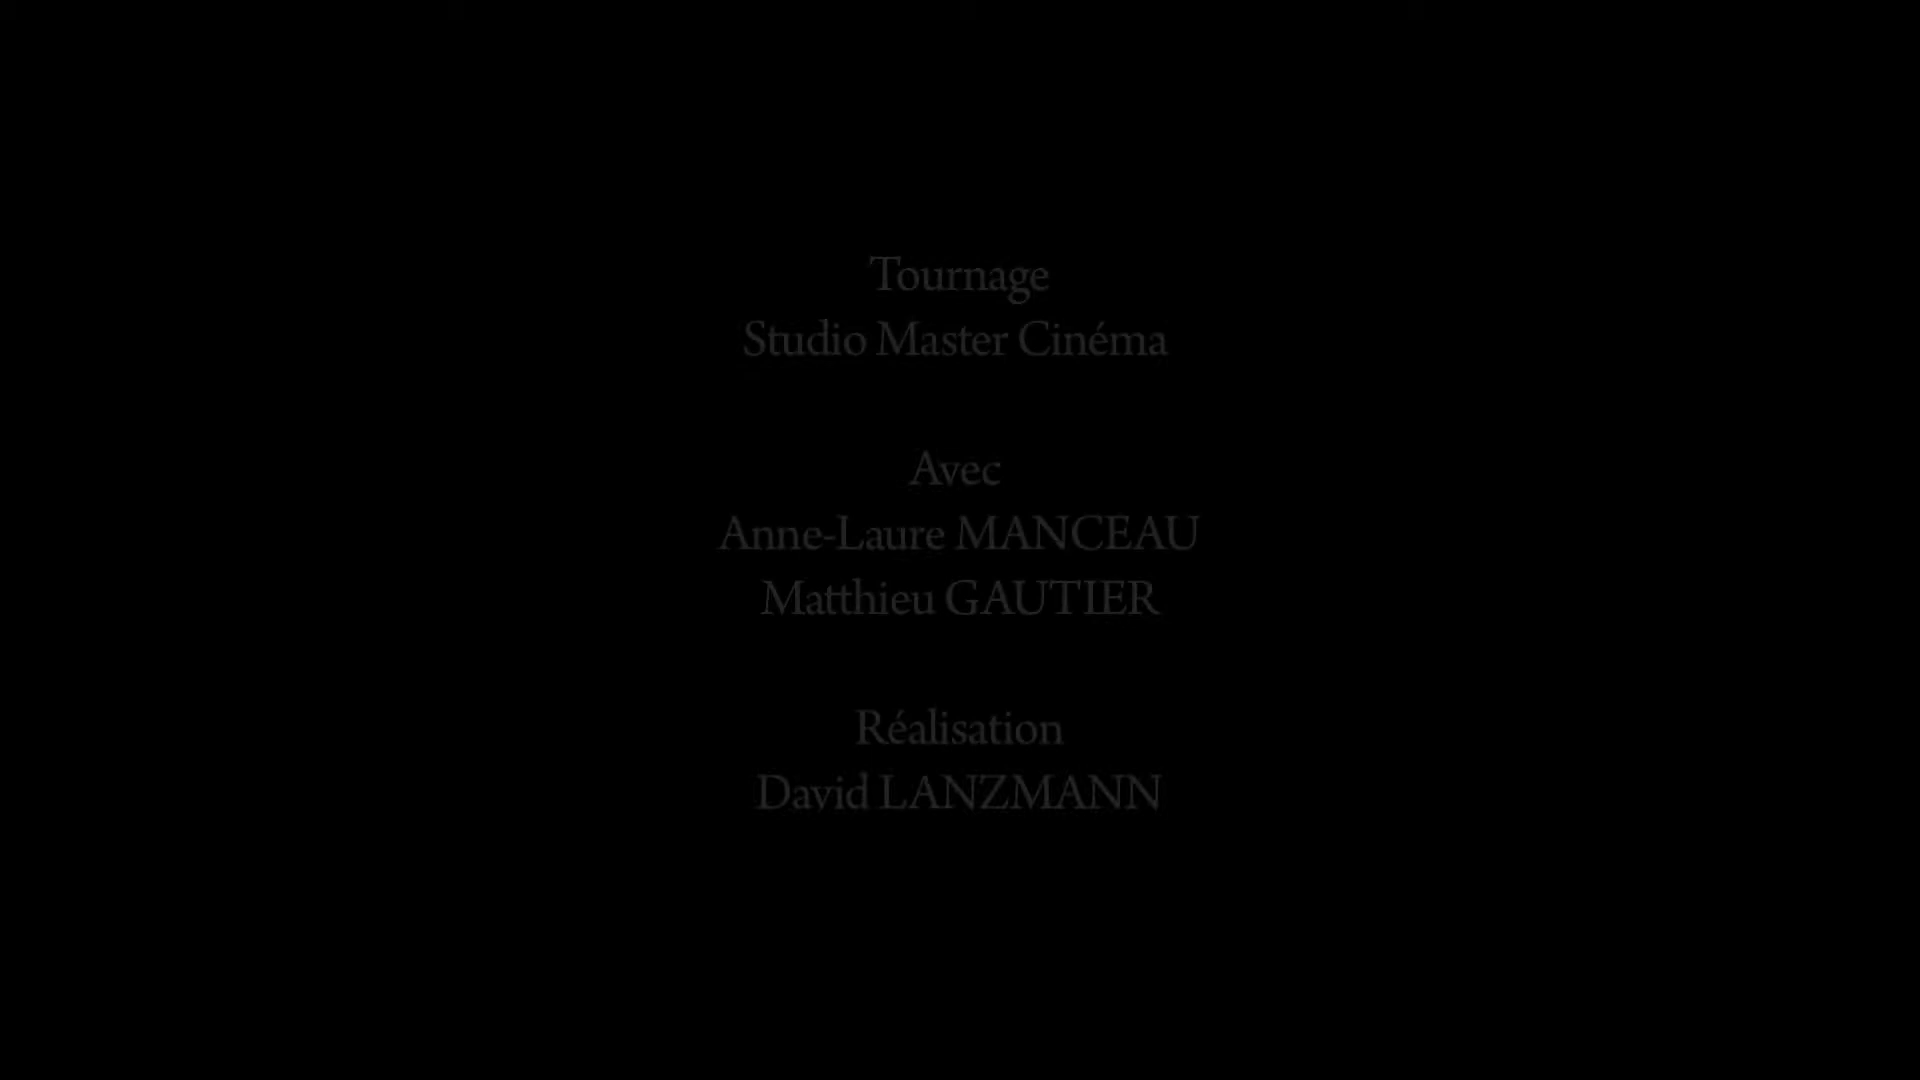 Tournage
Studio Master Cinéma
Avec
Anne-Laure MANCEAU
Matthieu GAUTIER
Réalisation
David LANZMANN